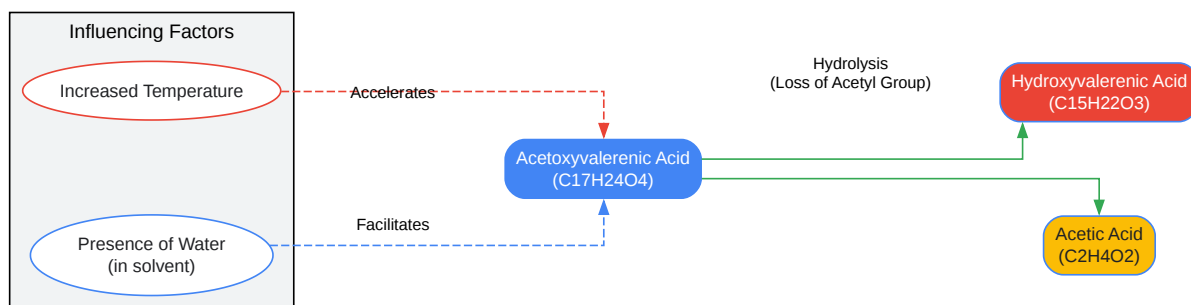 Influencing Factors
Increased Temperature
Accelerates
Hydrolysis
(Loss of Acetyl Group)
Hydroxyvalerenic Acid
(C15H22O3)
Acetoxyvalerenic Acid
(C17H24O4)
Presence of Water
(in solvent)
Facilitates
Acetic Acid
(C2H4O2)